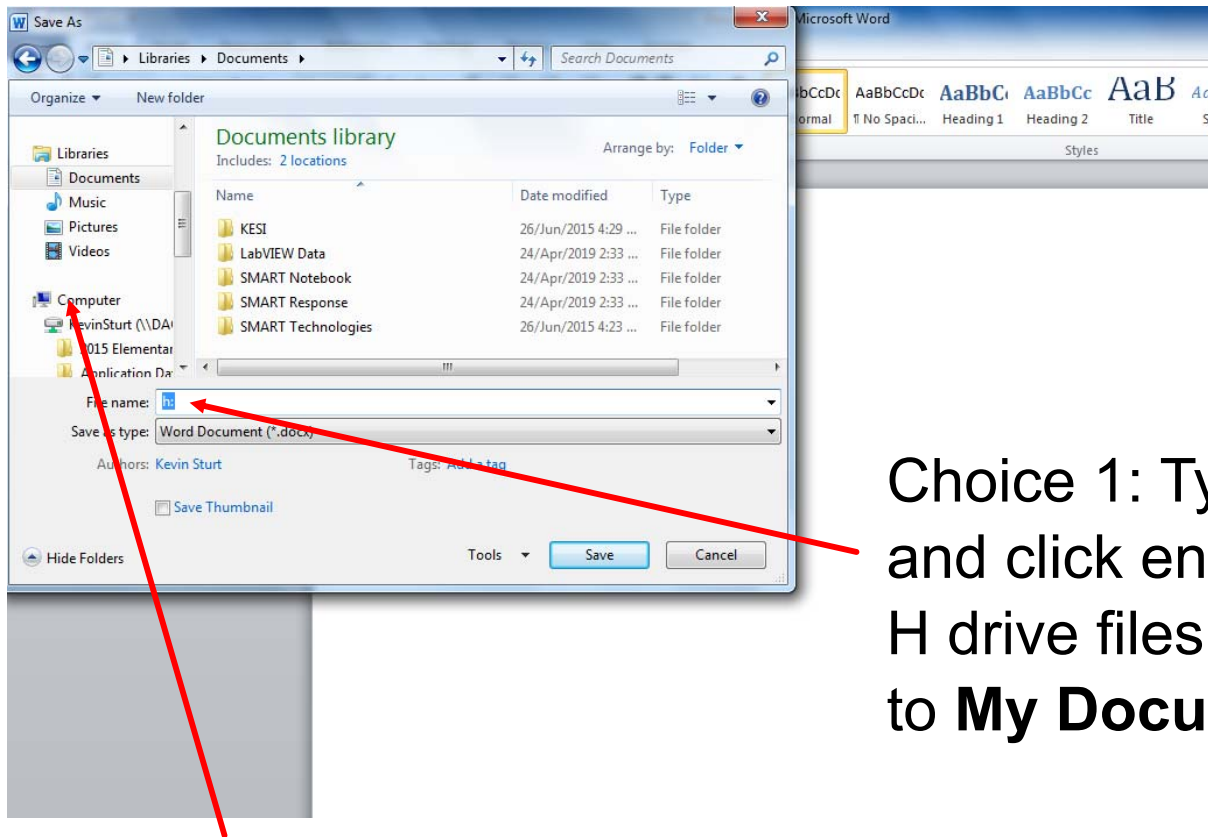 Save As
Microsoft Word
Libraries Documents
Search Documents
Organize New folder
bCcDc AaBbCcDc AaBbC AaBbCc AaB
ormal ¶ No Spaci... Heading 1 Heading 2 Title
Styles
Libraries
Documents
Music
Pictures
Videos
Computer
KevinSturt (\\DA
2015 Elementar
Application Da
Documents library
Includes: 2 locations
Arrange by: Folder
Name Date modified Type
KESI 26/Jun/2015 4:29 ... File folder
LabVIEW Data 24/Apr/2019 2:33 ... File folder
SMART Notebook 24/Apr/2019 2:33 ... File folder
SMART Response 24/Apr/2019 2:33 ... File folder
SMART Technologies 26/Jun/2015 4:23 ... File folder
File name: h:
Save as type: Word Document (*.docx)
Authors: Kevin Sturt Tags: Add a tag
Save Thumbnail
Hide Folders Tools Save Cancel
Choice 1: Ty
and click en
H drive files
to My Docu